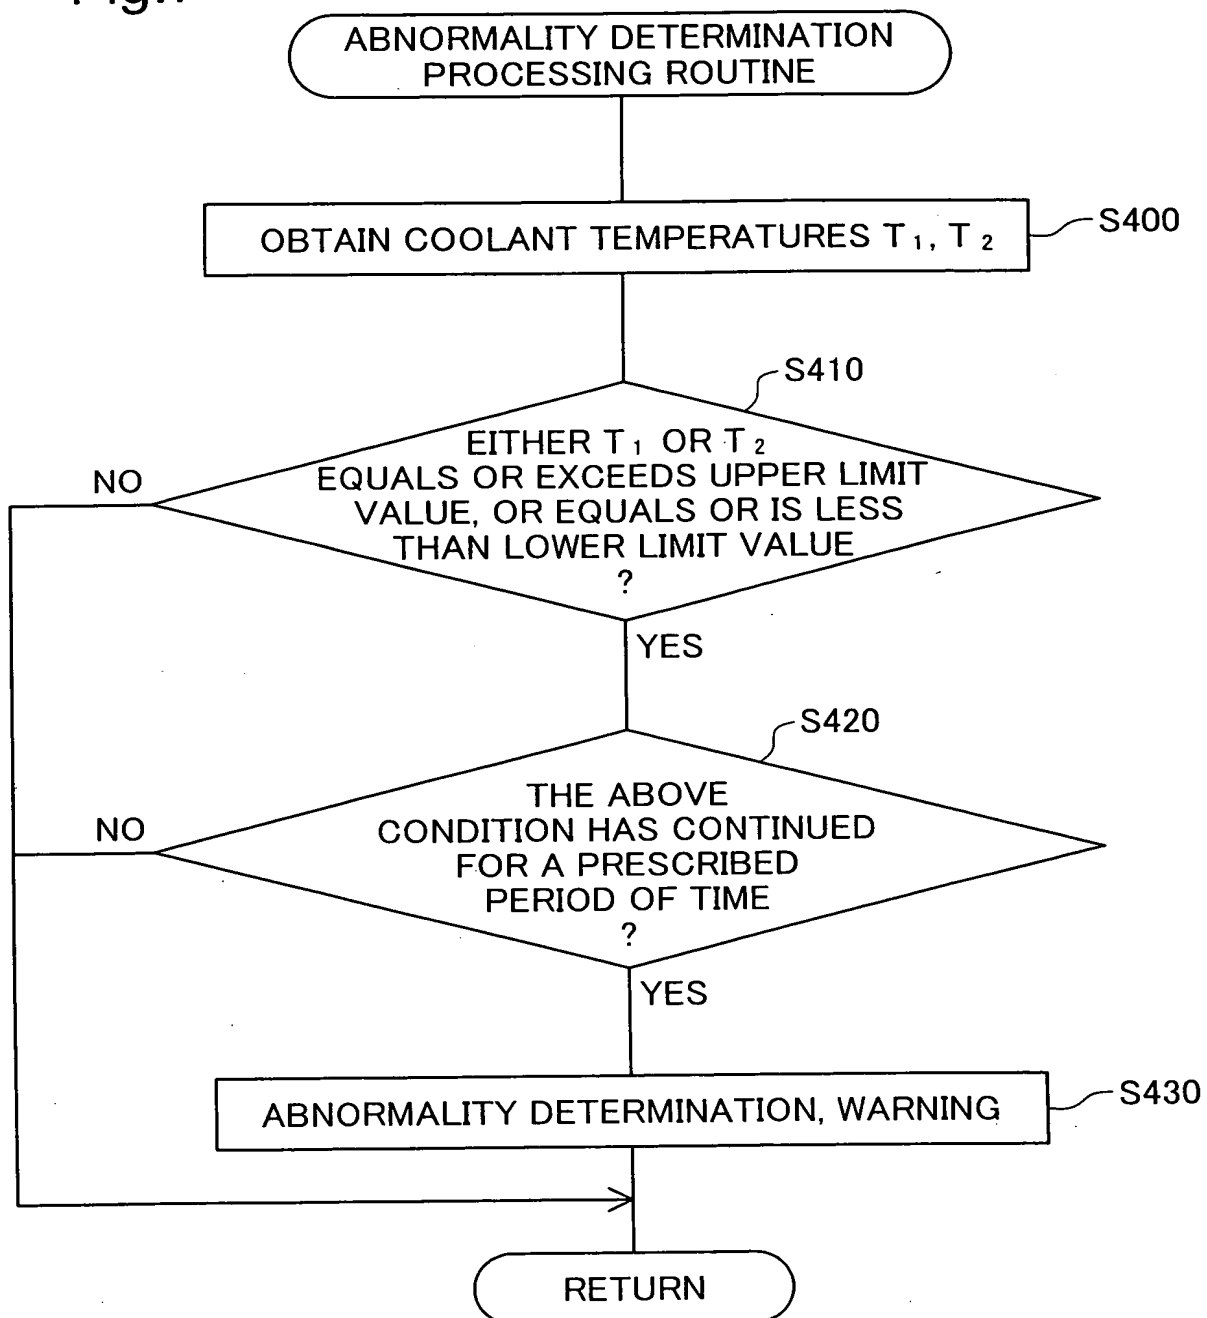 ABNORMALITY DETERMINATION
PROCESSING ROUTINE
OBTAIN COOLANT TEMPERATURES T₁, T₂
S400
S410
EITHER T₁ OR T₂
EQUALS OR EXCEEDS UPPER LIMIT
VALUE, OR EQUALS OR IS LESS
THAN LOWER LIMIT VALUE
?
NO
YES
S420
THE ABOVE
CONDITION HAS CONTINUED
FOR A PRESCRIBED
PERIOD OF TIME
?
NO
YES
ABNORMALITY DETERMINATION, WARNING
S430
RETURN